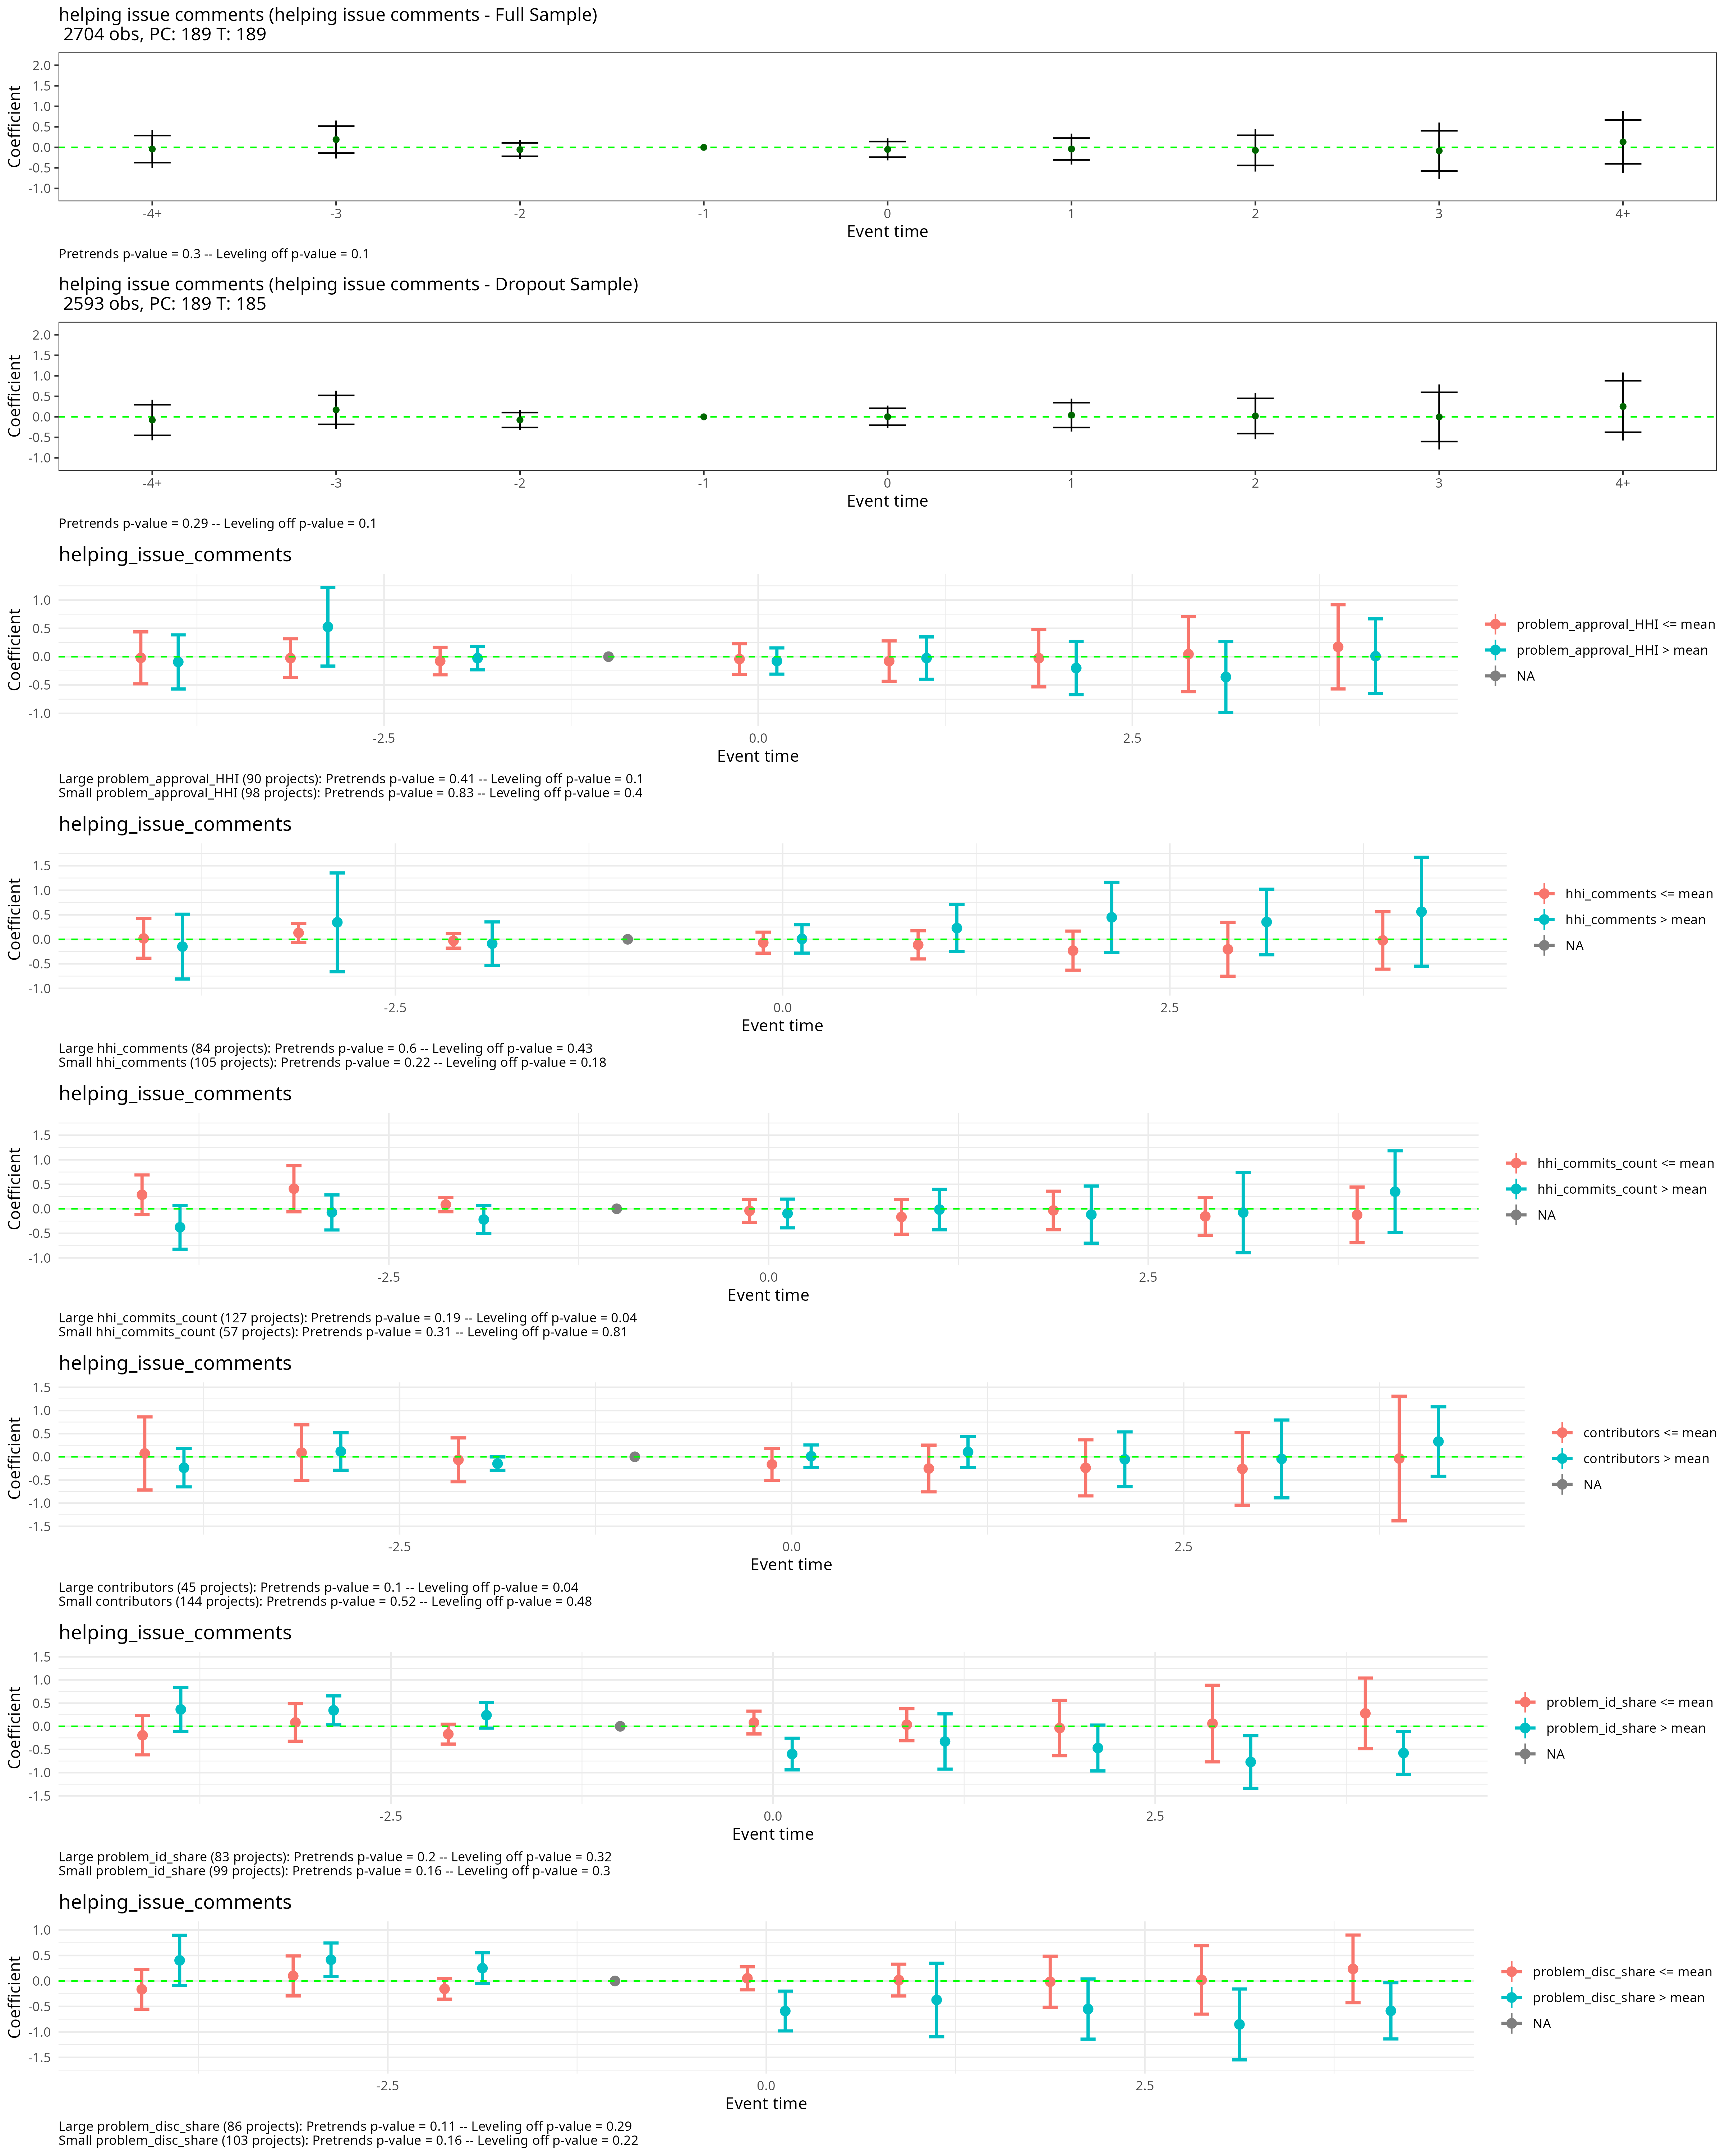 helping issue comments (helping issue comments - Full Sample)
2704 obs, PC: 189 T: 189
Coefficient
2.0
1.5
1.0
0.5
0.0
-0.5
-1.0
-4+ -3 -2 -1 0 1 2 3 4+
Event time
Pretrends p-value = 0.3 -- Leveling off p-value = 0.1
helping issue comments (helping issue comments - Dropout Sample)
2593 obs, PC: 189 T: 185
Coefficient
2.0
1.5
1.0
0.5
0.0
-0.5
-1.0
-4+ -3 -2 -1 0 1 2 3 4+
Event time
Pretrends p-value = 0.29 -- Leveling off p-value = 0.1
helping_issue_comments
Coefficient
1.0
0.5
0.0
-0.5
-1.0
-2.5 0.0 2.5
Event time
problem_approval_HHI <= mean
problem_approval_HHI > mean
NA
Large problem_approval_HHI (90 projects): Pretrends p-value = 0.41 -- Leveling off p-value = 0.1
Small problem_approval_HHI (98 projects): Pretrends p-value = 0.83 -- Leveling off p-value = 0.4
helping_issue_comments
Coefficient
1.5
1.0
0.5
0.0
-0.5
-1.0
-2.5 0.0 2.5
Event time
hhi_comments <= mean
hhi_comments > mean
NA
Large hhi_comments (84 projects): Pretrends p-value = 0.6 -- Leveling off p-value = 0.43
Small hhi_comments (105 projects): Pretrends p-value = 0.22 -- Leveling off p-value = 0.18
helping_issue_comments
Coefficient
1.5
1.0
0.5
0.0
-0.5
-1.0
-2.5 0.0 2.5
Event time
hhi_commits_count <= mean
hhi_commits_count > mean
NA
Large hhi_commits_count (127 projects): Pretrends p-value = 0.19 -- Leveling off p-value = 0.04
Small hhi_commits_count (57 projects): Pretrends p-value = 0.31 -- Leveling off p-value = 0.81
helping_issue_comments
Coefficient
1.5
1.0
0.5
0.0
-0.5
-1.0
-1.5
-2.5 0.0 2.5
Event time
contributors <= mean
contributors > mean
NA
Large contributors (45 projects): Pretrends p-value = 0.1 -- Leveling off p-value = 0.04
Small contributors (144 projects): Pretrends p-value = 0.52 -- Leveling off p-value = 0.48
helping_issue_comments
Coefficient
1.5
1.0
0.5
0.0
-0.5
-1.0
-1.5
-2.5 0.0 2.5
Event time
problem_id_share <= mean
problem_id_share > mean
NA
Large problem_id_share (83 projects): Pretrends p-value = 0.2 -- Leveling off p-value = 0.32
Small problem_id_share (99 projects): Pretrends p-value = 0.16 -- Leveling off p-value = 0.3
helping_issue_comments
Coefficient
1.0
0.5
0.0
-0.5
-1.0
-1.5
-2.5 0.0 2.5
Event time
problem_disc_share <= mean
problem_disc_share > mean
NA
Large problem_disc_share (86 projects): Pretrends p-value = 0.11 -- Leveling off p-value = 0.29
Small problem_disc_share (103 projects): Pretrends p-value = 0.16 -- Leveling off p-value = 0.22